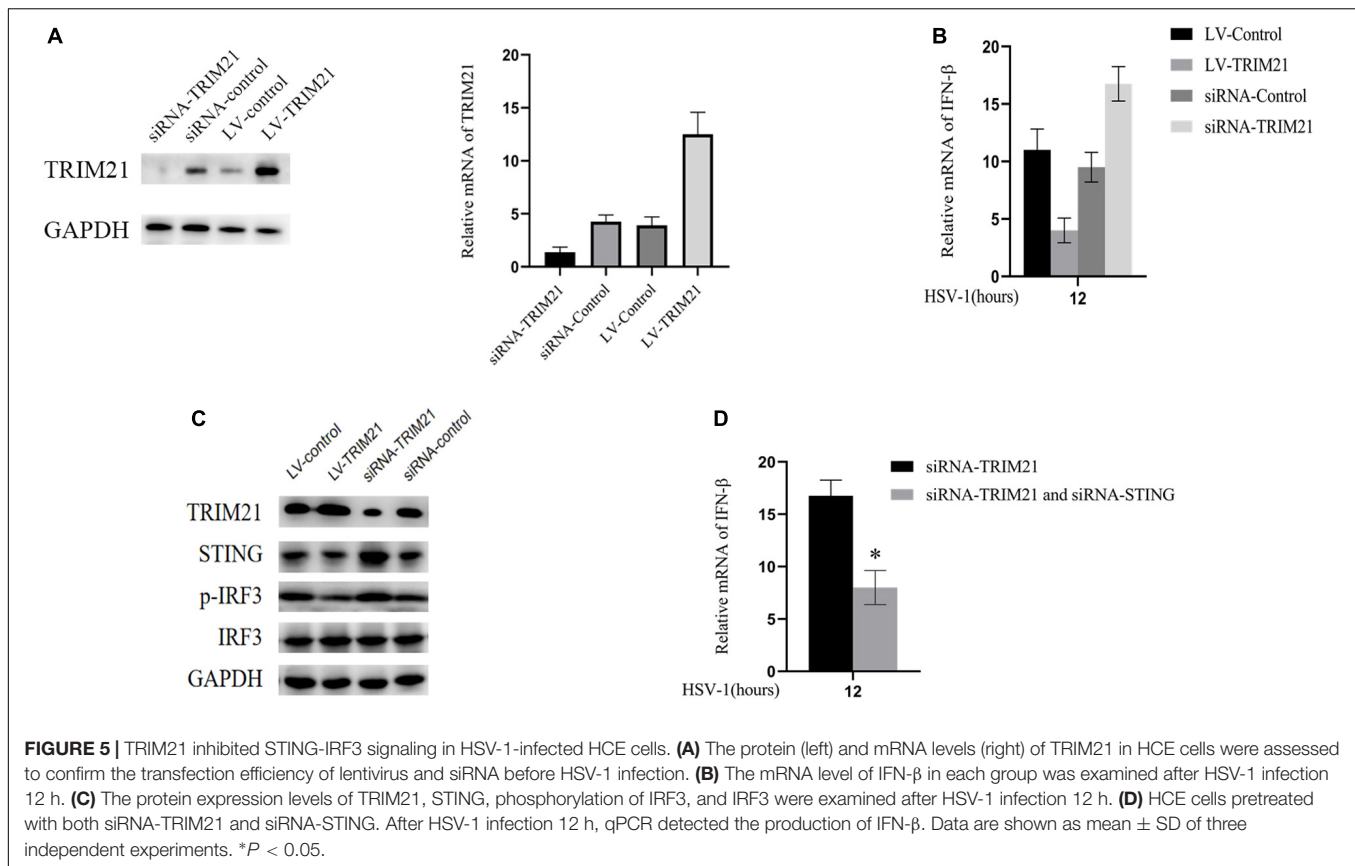 A
siRNA-TRIM21
siRNA-control
LV-control
LV-TRIM21
TRIM21
GAPDH
Relative mRNA of TRIM21
20
15
10
5
0
siRNA-TRIM21
siRNA-Control
LV-Control
LV-TRIM21
B
Relative mRNA of IFN-β
20
15
10
5
0
HSV-1(hours)
12
LV-Control
LV-TRIM21
siRNA-Control
siRNA-TRIM21
C
LV-control
LV-TRIM21
siRNA-TRIM21
siRNA-control
TRIM21
STING
p-IRF3
IRF3
GAPDH
D
Relative mRNA of IFN-β
20
15
10
5
0
*
HSV-1(hours)
12
siRNA-TRIM21
siRNA-TRIM21 and siRNA-STING
FIGURE 5 | TRIM21 inhibited STING-IRF3 signaling in HSV-1-infected HCE cells. (A) The protein (left) and mRNA levels (right) of TRIM21 in HCE cells were assessed
to confirm the transfection efficiency of lentivirus and siRNA before HSV-1 infection. (B) The mRNA level of IFN-β in each group was examined after HSV-1 infection
12 h. (C) The protein expression levels of TRIM21, STING, phosphorylation of IRF3, and IRF3 were examined after HSV-1 infection 12 h. (D) HCE cells pretreated
with both siRNA-TRIM21 and siRNA-STING. After HSV-1 infection 12 h, qPCR detected the production of IFN-β. Data are shown as mean ± SD of three
independent experiments. *P < 0.05.